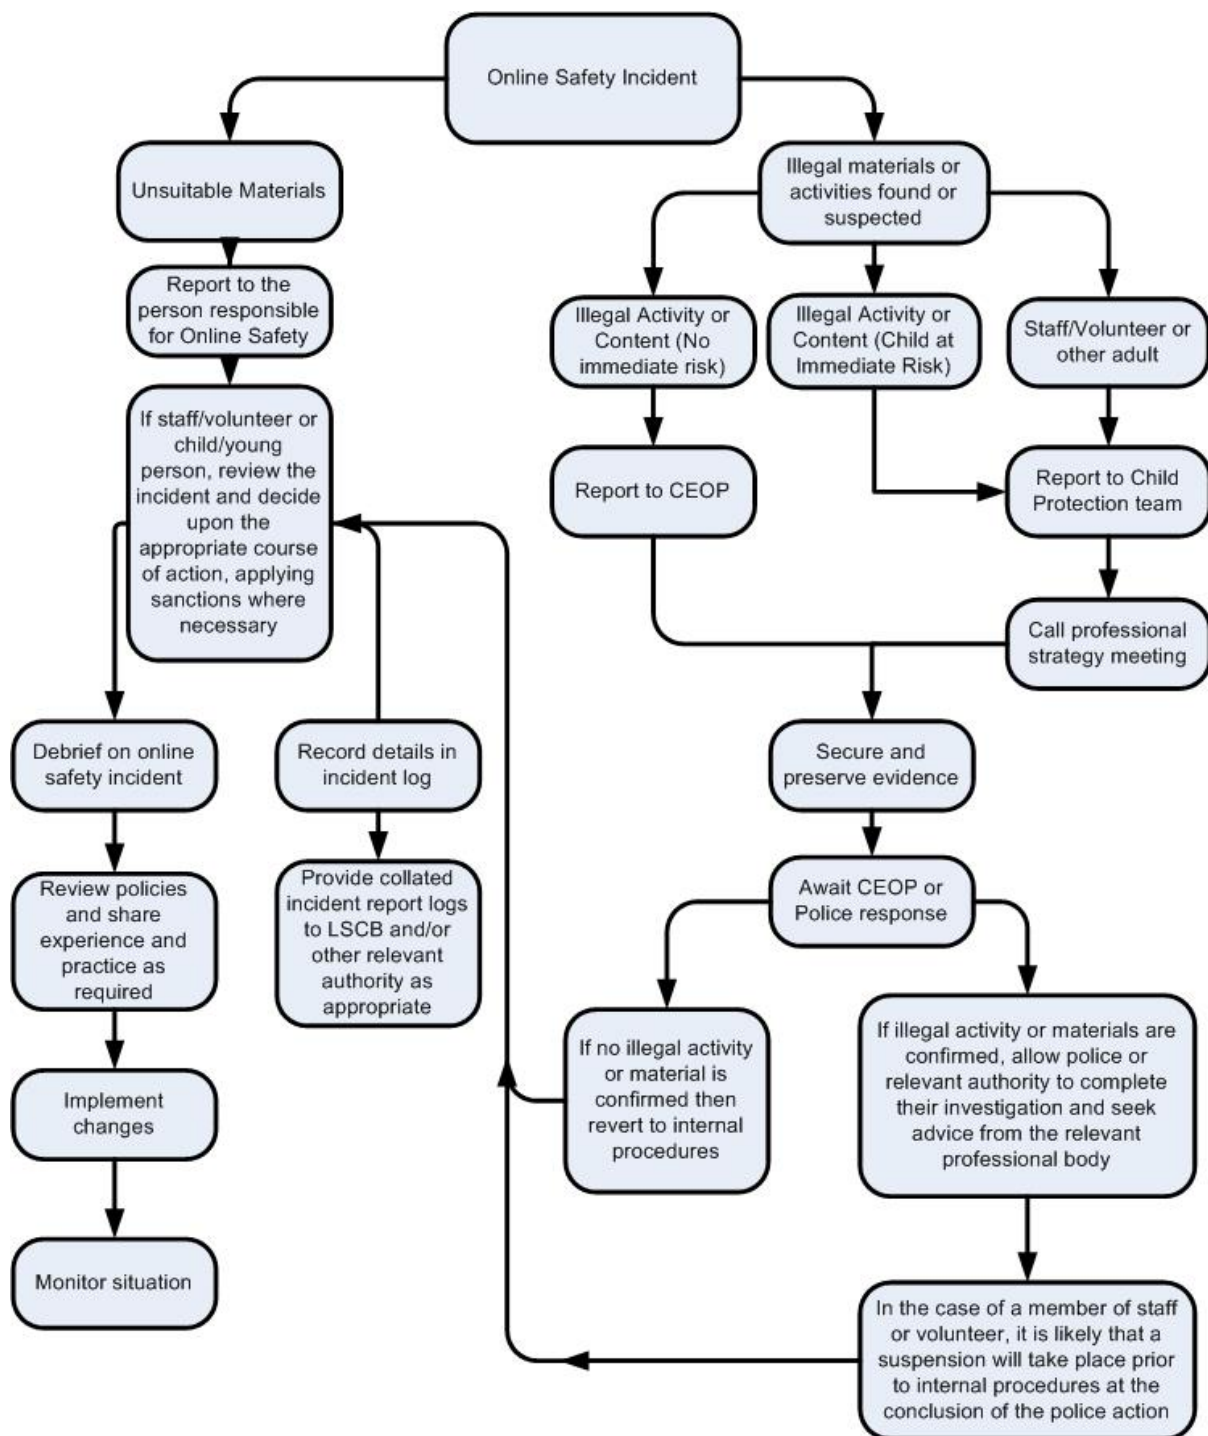 Online Safety Incident
Unsuitable Materials
Report to the
person responsible
for Online Safety
If staff/volunteer or
child/young
person, review the
incident and decide
upon the
appropriate course
of action, applying
sanctions where
necessary
Debrief on online
safety incident
Review policies
and share
experience and
practice as
required
Implement
changes
Monitor situation
Record details in
incident log
Provide collated
incident report logs
to LSCB and/or
other relevant
authority as
appropriate
Illegal materials or
activities found or
suspected
Illegal Activity or
Content (No
immediate risk)
Illegal Activity or
Content (Child at
Immediate Risk)
Staff/Volunteer or
other adult
Report to CEOP
Report to Child
Protection team
Call professional
strategy meeting
Secure and
preserve evidence
Await CEOP or
Police response
If no illegal activity
or material is
confirmed then
revert to internal
procedures
If illegal activity or materials are
confirmed, allow police or
relevant authority to complete
their investigation and seek
advice from the relevant
professional body
In the case of a member of staff
or volunteer, it is likely that a
suspension will take place prior
to internal procedures at the
conclusion of the police action